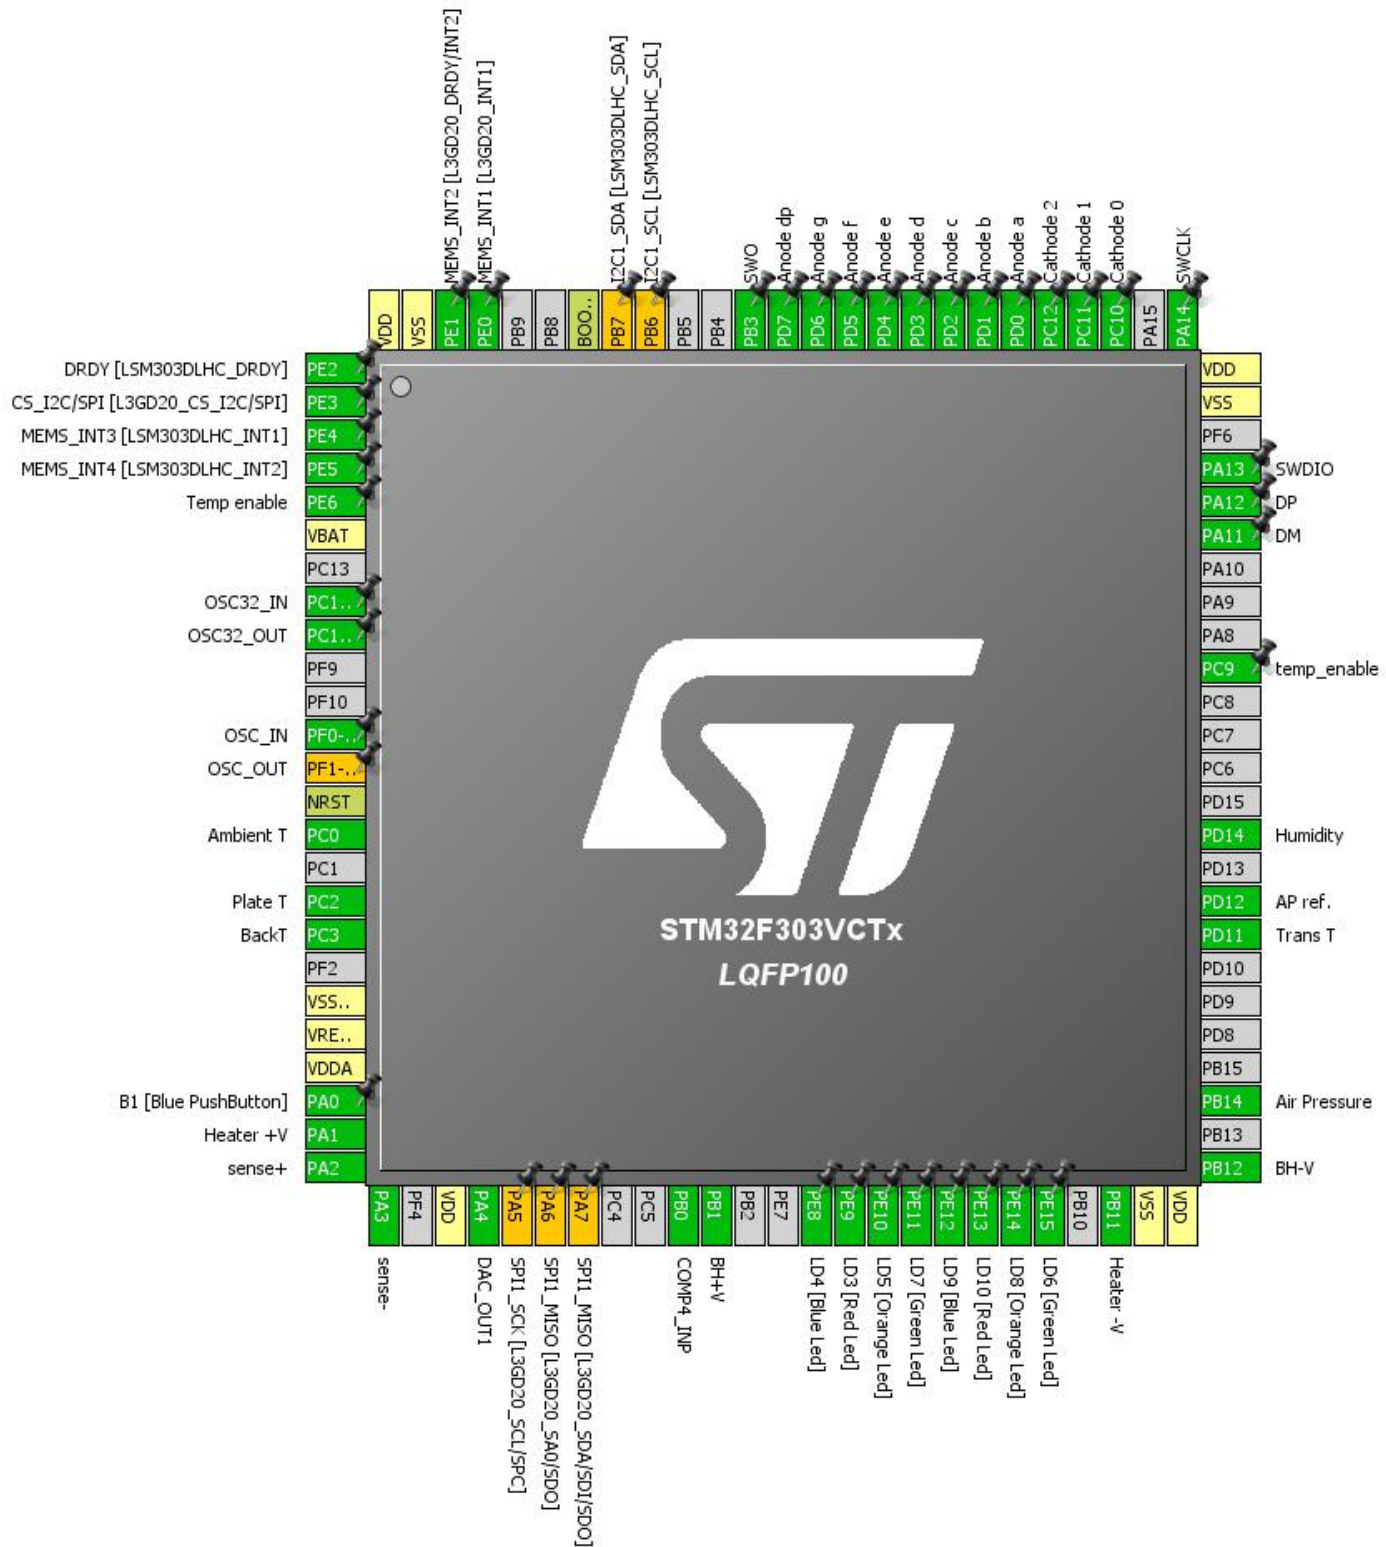 MEMS_INT2 [L3GD20_DRDY/INT2]
MEMS_INT1 [L3GD20_INT1]
I2C1_SDA [LSM303DLHC_SDA]
I2C1_SCL [LSM303DLHC_SCL]
SWO
Anode dp
Anode g
Anode f
Anode e
Anode d
Anode c
Anode b
Anode a
Cathode 2
Cathode 1
Cathode 0
SWCLK
VDD
VSS
PE1
PE0
PB9
PB8
BOO..
PB7
PB6
PB5
PB4
PB3
PD7
PD6
PD5
PD4
PD3
PD2
PD1
PD0
PC12
PC11
PC10
PA15
PA14
DRDY [LSM303DLHC_DRDY] PE2
CS_I2C/SPI [L3GD20_CS_I2C/SPI] PE3
MEMS_INT3 [LSM303DLHC_INT1] PE4
MEMS_INT4 [LSM303DLHC_INT2] PE5
Temp enable PE6
VBAT
PC13
OSC32_IN PC1..
OSC32_OUT PC1..
PF9
PF10
OSC_IN PF0-..
OSC_OUT PF1-..
NRST
Ambient T PC0
PC1
Plate T PC2
BackT PC3
PF2
VSS..
VRE..
VDDA
B1 [Blue PushButton] PA0
Heater +V PA1
sense+ PA2
ST
STM32F303VCTx
LQFP100
VDD
VSS
PF6
PA13 SWDIO
PA12 DP
PA11 DM
PA10
PA9
PA8
PC9 temp_enable
PC8
PC7
PC6
PD15
PD14 Humidity
PD13
PD12 AP ref.
PD11 Trans T
PD10
PD9
PD8
PB15
PB14 Air Pressure
PB13
PB12 BH-V
PA3
PF4
VDD
PA4
PA5
PA6
PA7
PC4
PC5
PB0
PB1
PB2
PE7
PE8
PE9
PE10
PE11
PE12
PE13
PE14
PE15
PB10
PB11
VSS
VDD
sense-
DAC_OUT1
SPI1_SCK [L3GD20_SCL/SPC]
SPI1_MISO [L3GD20_SA0/SDO]
SPI1_MISO [L3GD20_SDA/SDI/SDO]
COMP4_INP
BH+V
LD4 [Blue Led]
LD3 [Red Led]
LD5 [Orange Led]
LD7 [Green Led]
LD9 [Blue Led]
LD10 [Red Led]
LD8 [Orange Led]
LD6 [Green Led]
Heater -V